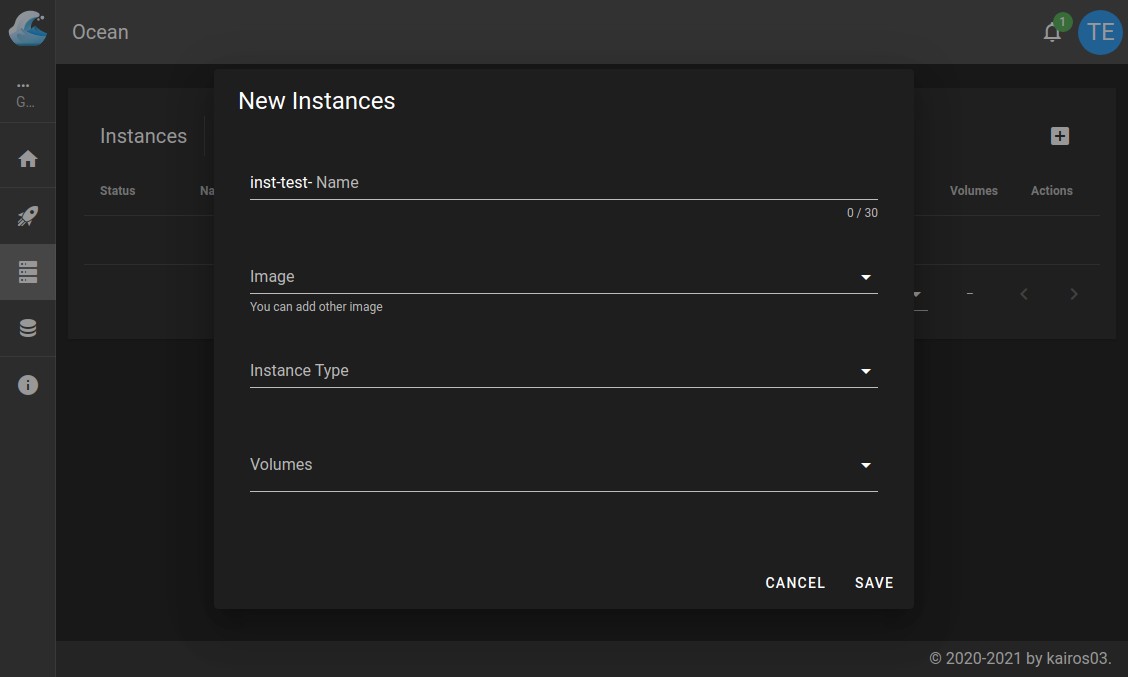 Ocean
1
TE
...
G...
New Instances
Instances
inst-test- Name
0 / 30
Status
Na
Volumes
Actions
Image
You can add other image
–
Instance Type
Volumes
CANCEL
SAVE
© 2020-2021 by kairos03.